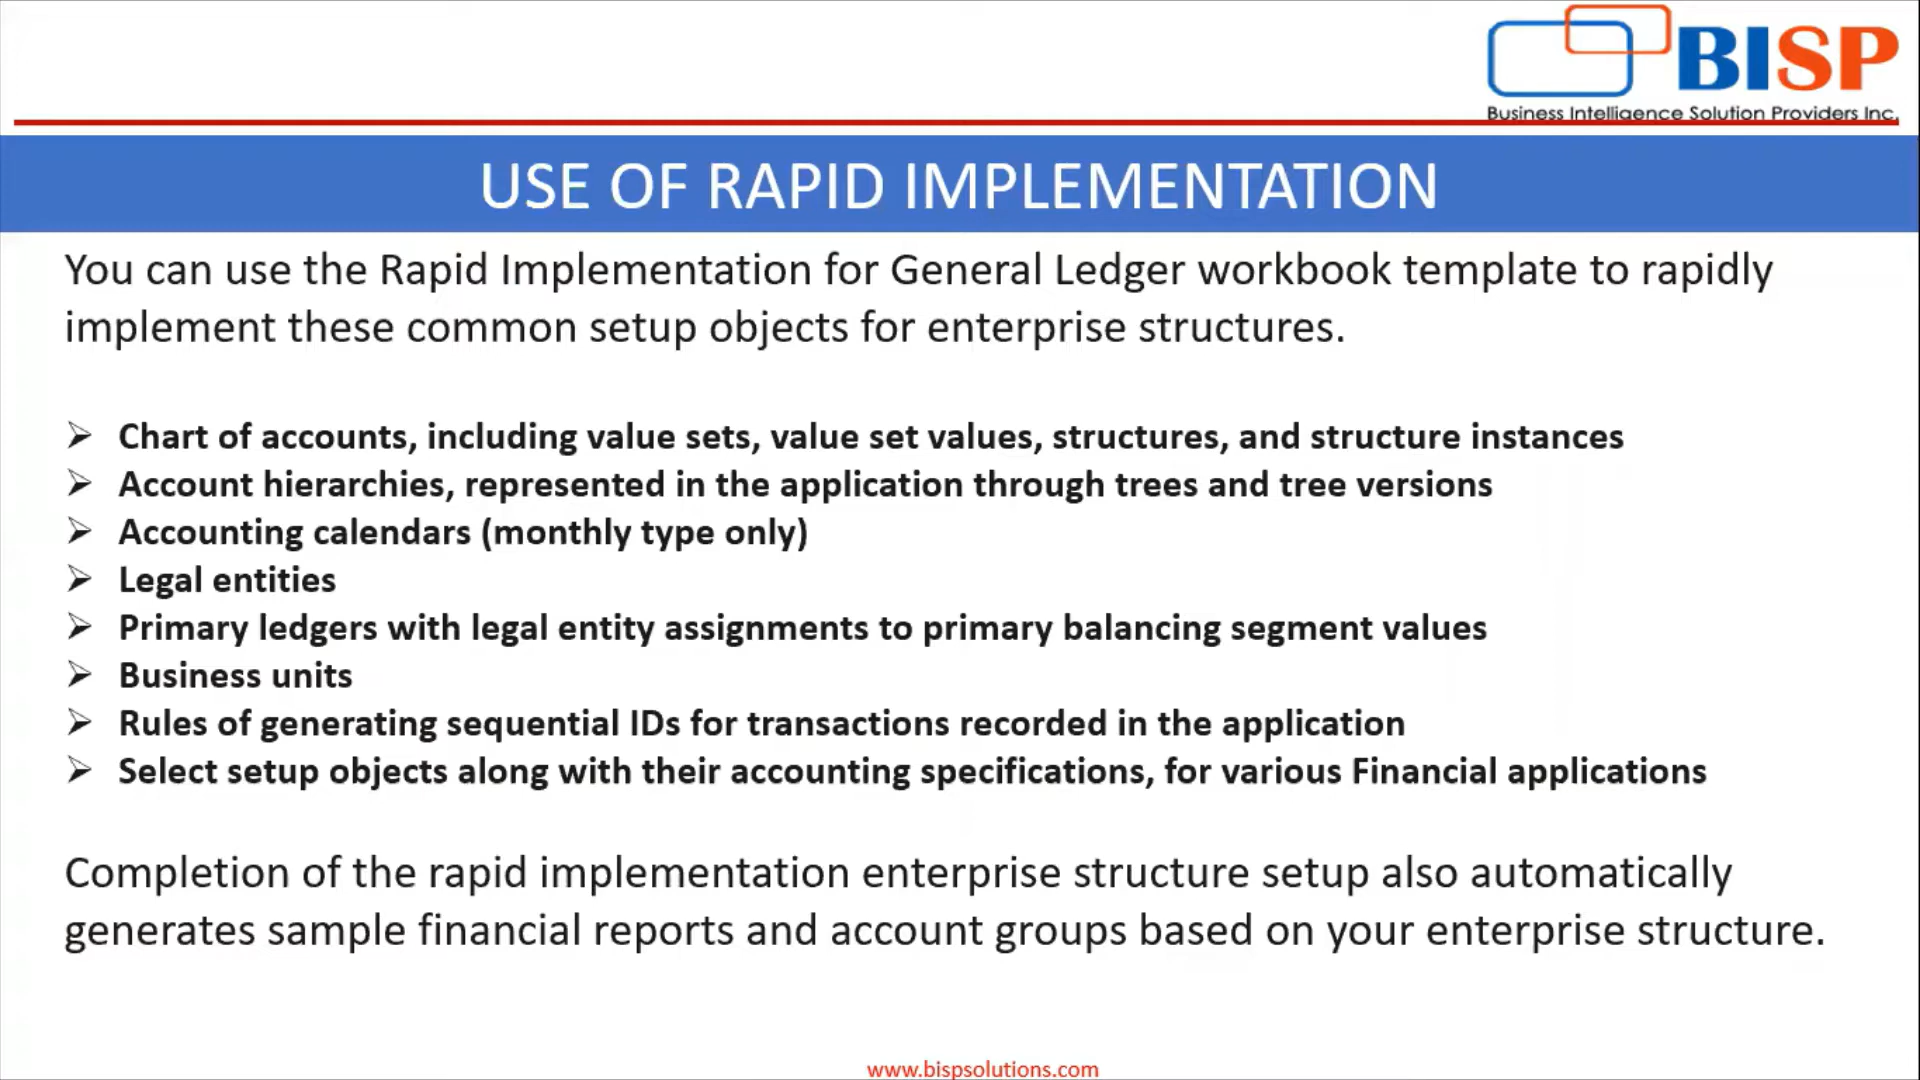 BISP
Business Intelligence Solution Providers Inc.
USE OF RAPID IMPLEMENTATION
You can use the Rapid Implementation for General Ledger workbook template to rapidly
implement these common setup objects for enterprise structures.
➢ Chart of accounts, including value sets, value set values, structures, and structure instances
➢ Account hierarchies, represented in the application through trees and tree versions
➢ Accounting calendars (monthly type only)
➢ Legal entities
➢ Primary ledgers with legal entity assignments to primary balancing segment values
➢ Business units
➢ Rules of generating sequential IDs for transactions recorded in the application
➢ Select setup objects along with their accounting specifications, for various Financial applications
Completion of the rapid implementation enterprise structure setup also automatically
generates sample financial reports and account groups based on your enterprise structure.
www.bispsolutions.com